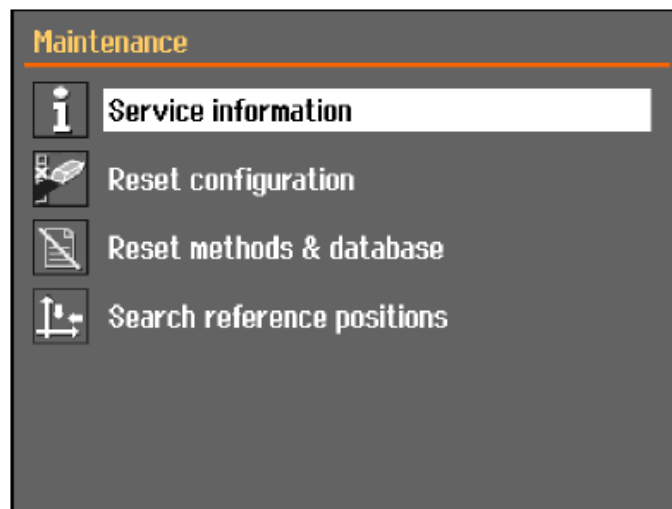 Maintenance
Service information
Reset configuration
Reset methods & database
Search reference positions